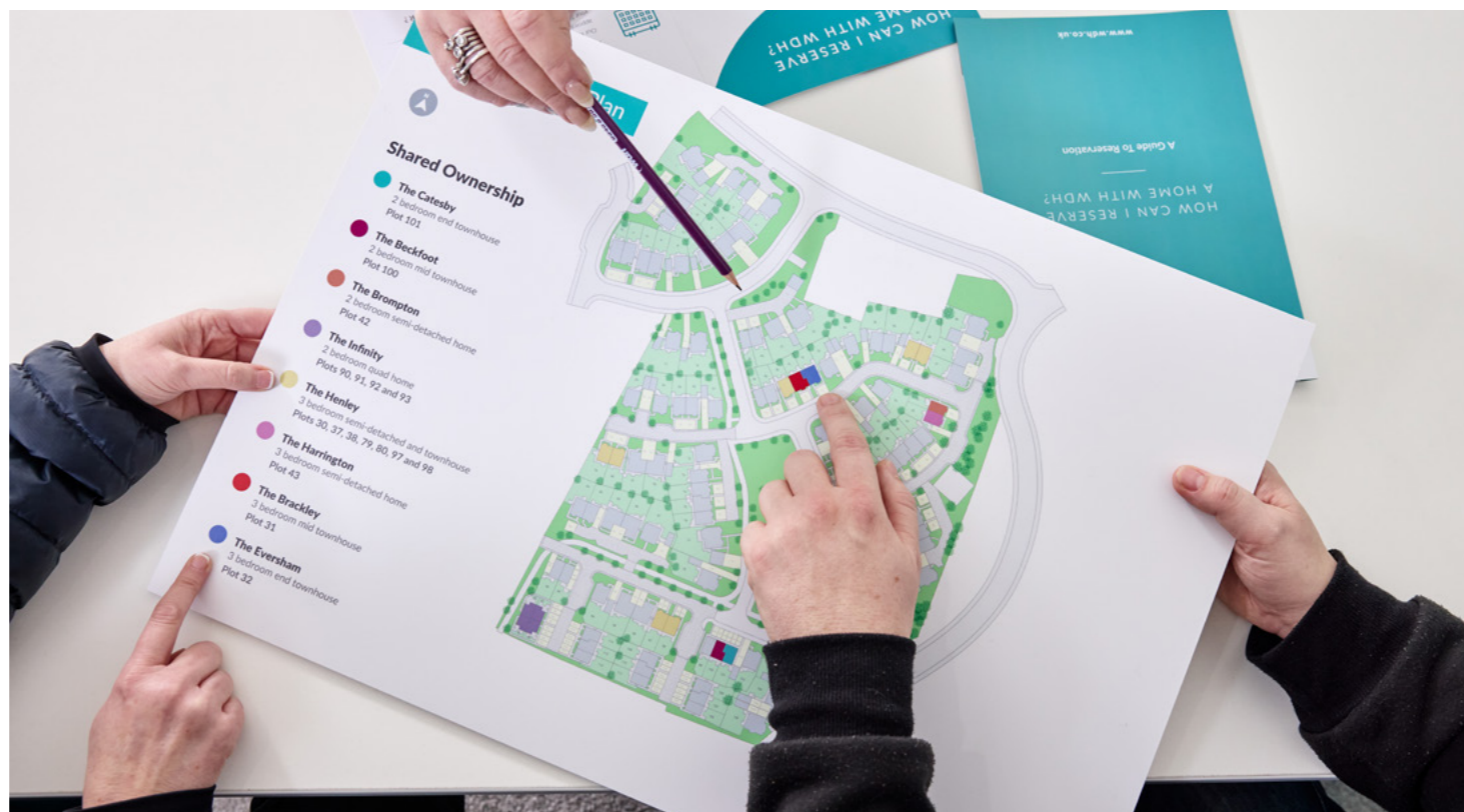 Plan
Shared Ownership
The Catesby
2 bedroom end townhouse
Plot 101
The Beckfoot
2 bedroom mid townhouse
Plot 100
The Brompton
2 bedroom semi-detached home
Plot 42
The Infinity
2 bedroom quad home
Plots 90, 91, 92 and 93
The Henley
3 bedroom semi-detached and townhouse
Plots 30, 37, 38, 79, 80, 97 and 98
The Harrington
3 bedroom semi-detached home
Plot 43
The Brackley
3 bedroom mid townhouse
Plot 31
The Eversham
3 bedroom end townhouse
Plot 32
HOW CAN I RESERVE
A HOME WITH WDH?
A Guide To Reservation
www.wdh.co.uk
HOW CAN I RESERVE
HOME WITH WDH?